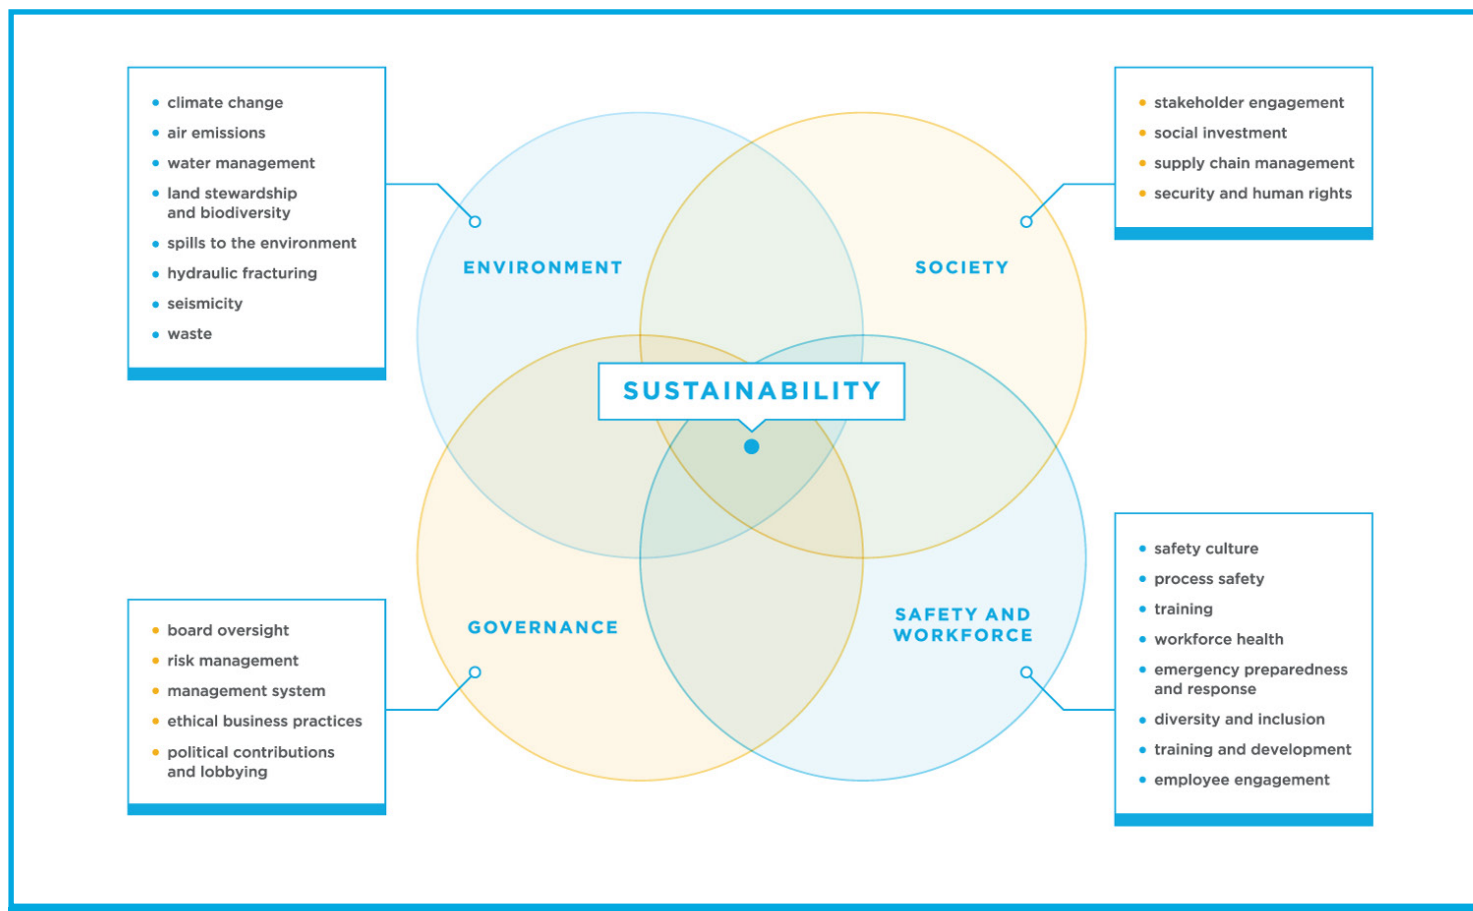 climate change
air emissions
water management
land stewardship
and biodiversity
spills to the environment
hydraulic fracturing
seismicity
waste
ENVIRONMENT
stakeholder engagement
social investment
supply chain management
security and human rights
SOCIETY
SUSTAINABILITY
board oversight
risk management
management system
ethical business practices
political contributions
and lobbying
GOVERNANCE
SAFETY AND
WORKFORCE
safety culture
process safety
training
workforce health
emergency preparedness
and response
diversity and inclusion
training and development
employee engagement